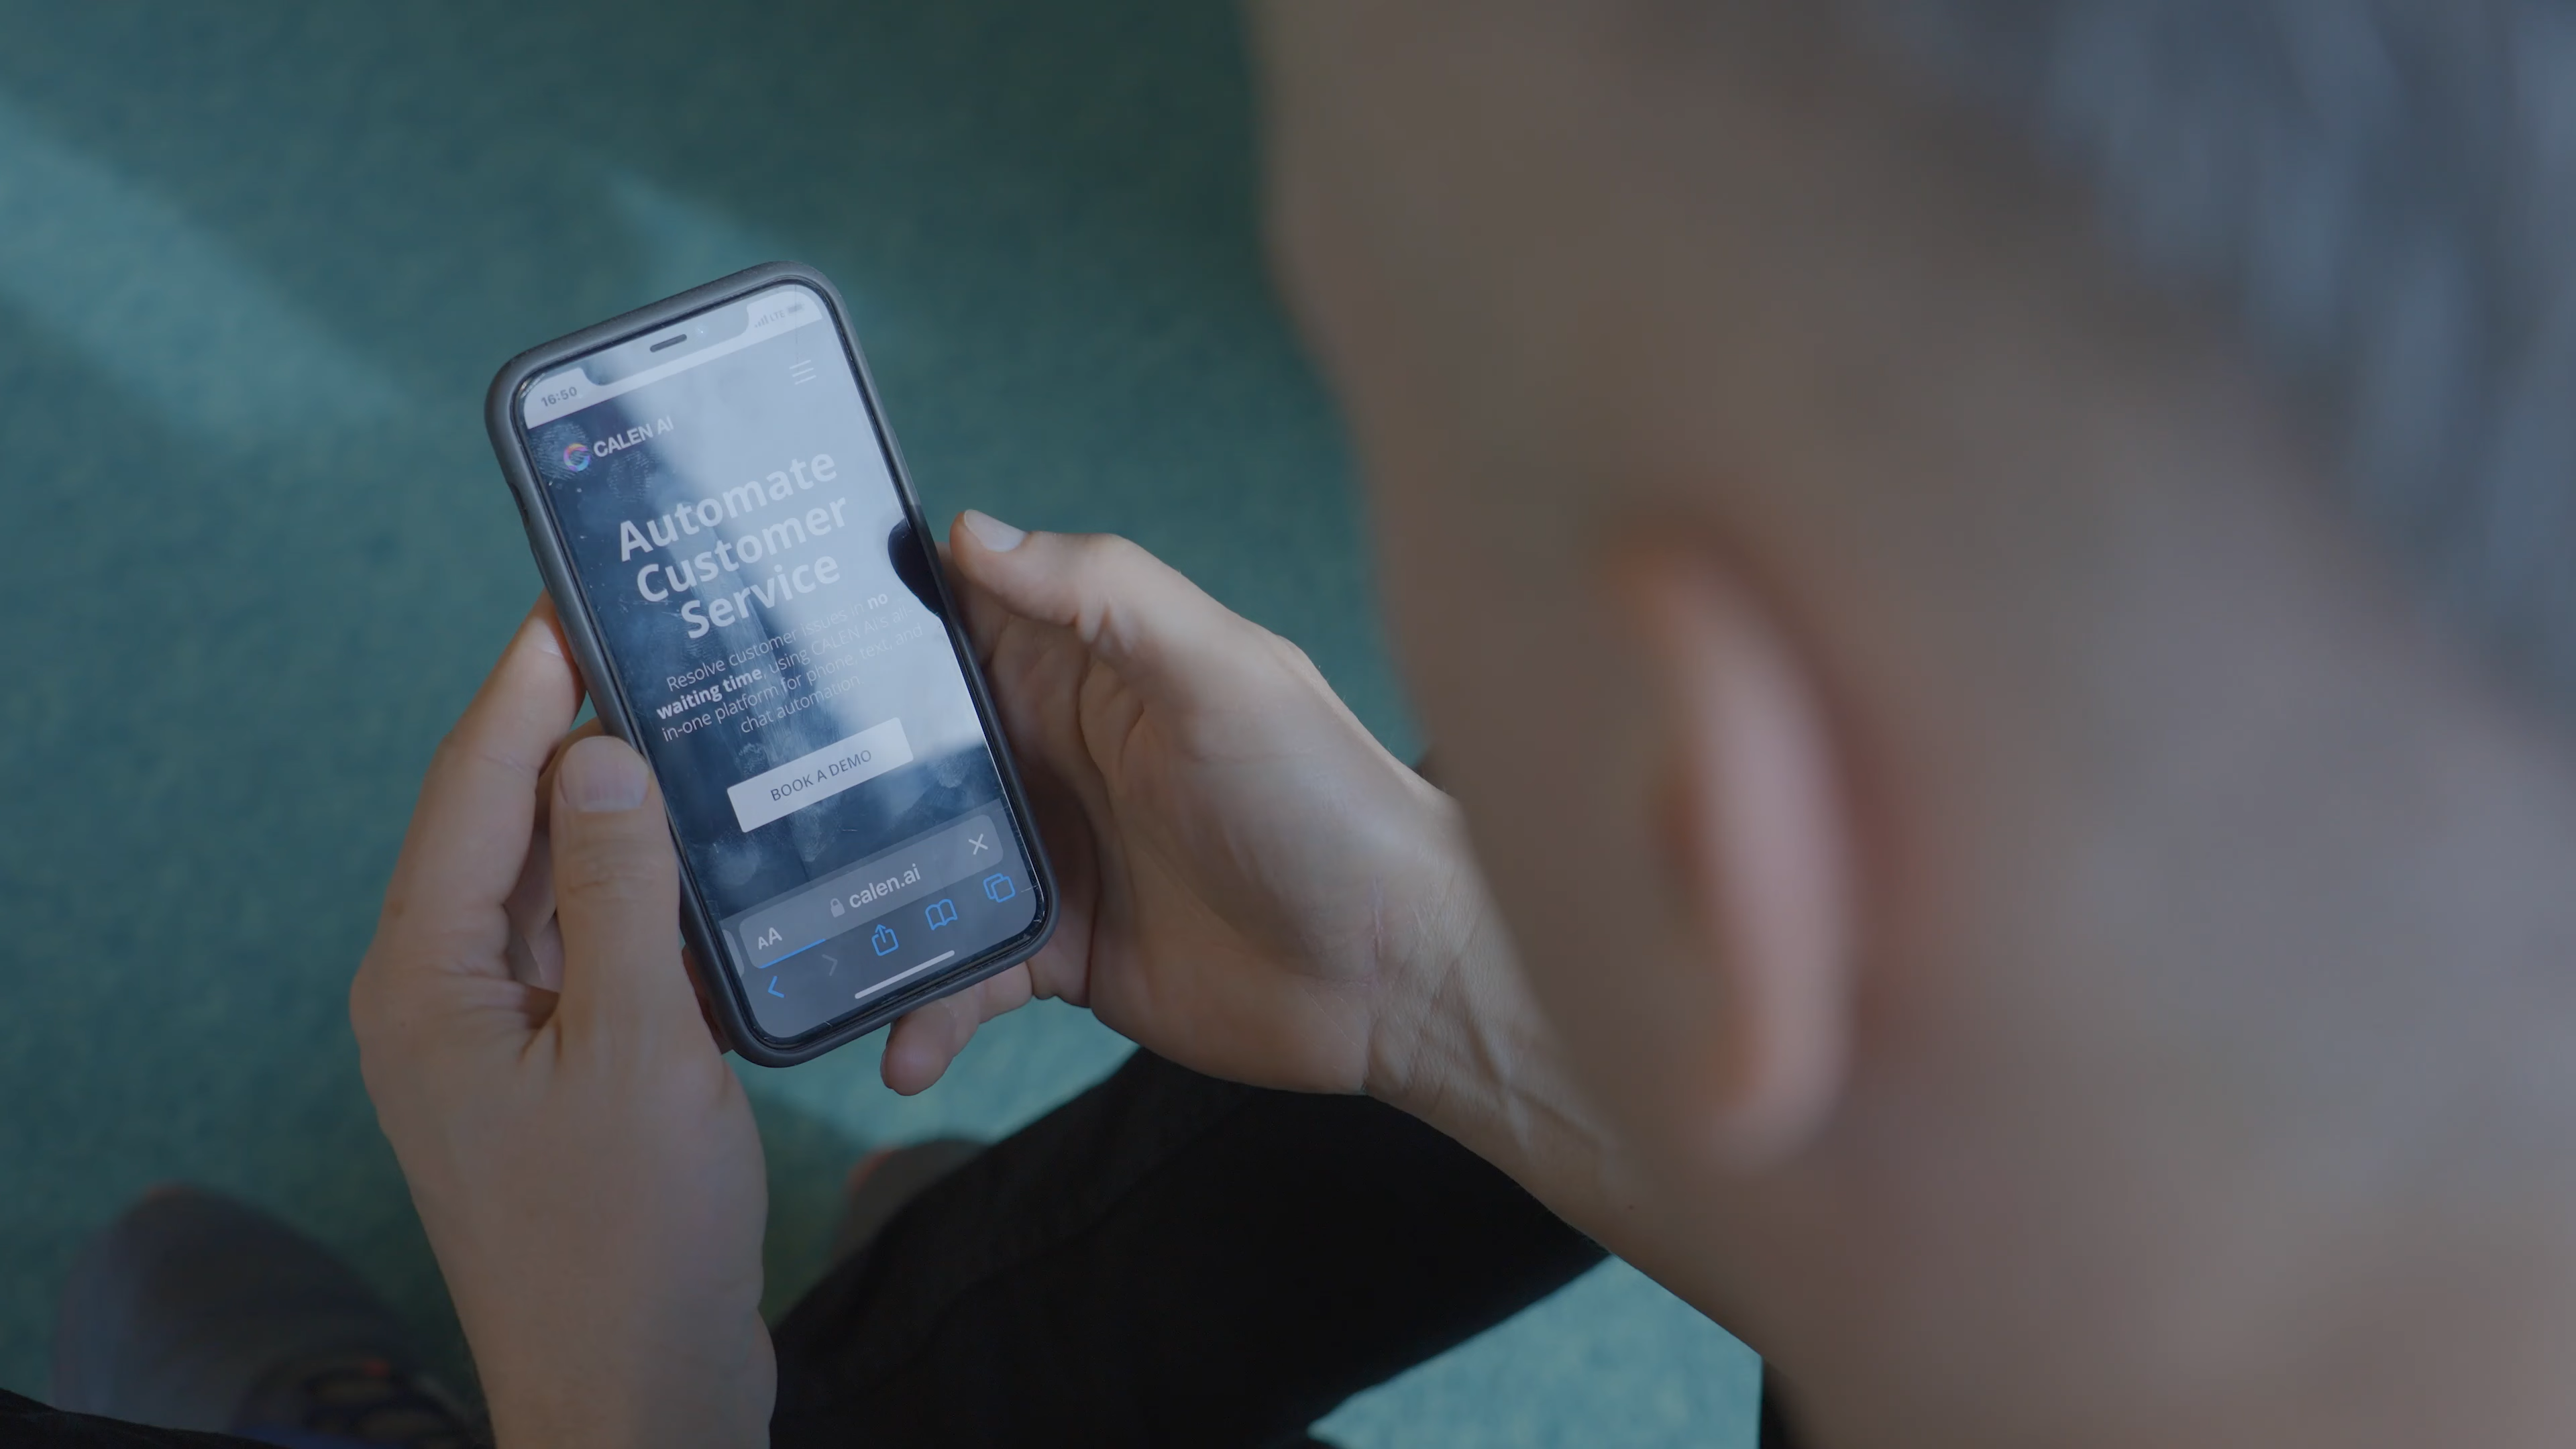 16:50
LTE
CALEN AI
Automate
Customer
Service
Resolve customer issues in no
waiting time, using CALEN AI's all-
in-one platform for phone, text, and
chat automation.
BOOK A DEMO
AA calen.ai